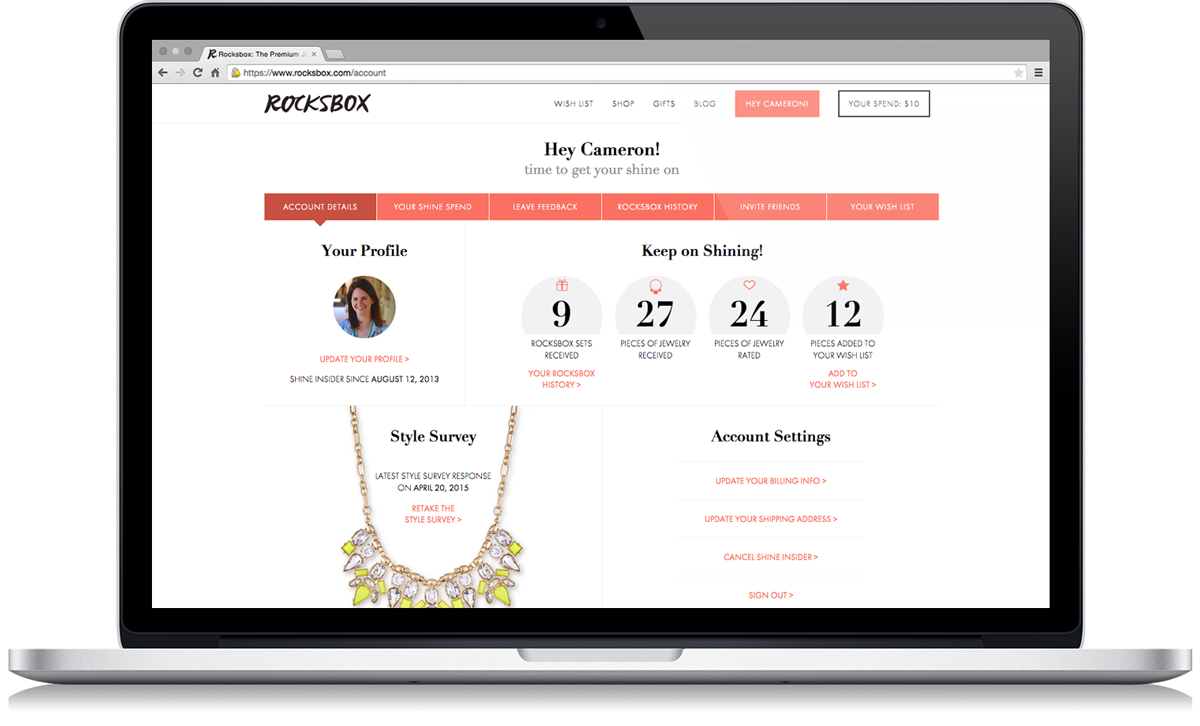 Rocksbox: The Premium
https://www.rocksbox.com/account
ROCKSBOX
WISH LIST SHOP GIFTS BLOG HEY CAMERON! YOUR SPEND: $10
Hey Cameron!
time to get your shine on
ACCOUNT DETAILS YOUR SHINE SPEND LEAVE FEEDBACK ROCKSBOX HISTORY INVITE FRIENDS YOUR WISH LIST
Your Profile
UPDATE YOUR PROFILE >
SHINE INSIDER SINCE AUGUST 12, 2013
Keep on Shining!
9
ROCKSBOX SETS
RECEIVED
YOUR ROCKSBOX
HISTORY >
27
PIECES OF JEWELRY
RECEIVED
24
PIECES OF JEWELRY
RATED
12
PIECES ADDED TO
YOUR WISH LIST
ADD TO
YOUR WISH LIST >
Style Survey
LATEST STYLE SURVEY RESPONSE
ON APRIL 20, 2015
RETAKE THE
STYLE SURVEY >
Account Settings
UPDATE YOUR BILLING INFO >
UPDATE YOUR SHIPPING ADDRESS >
CANCEL SHINE INSIDER >
SIGN OUT >